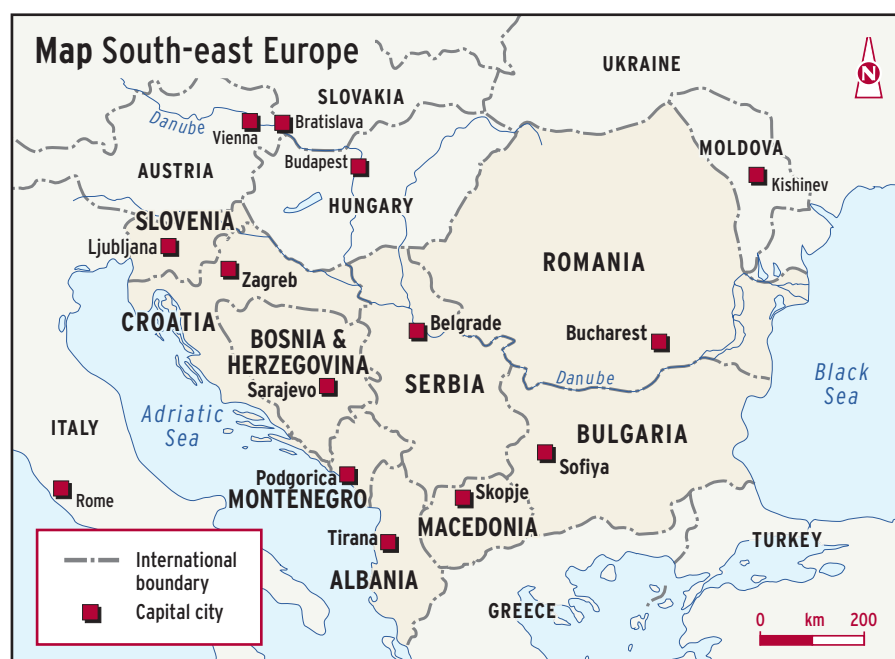 Map South-east Europe
UKRAINE
N
SLOVAKIA
Danube
Vienna
Bratislava
Budapest
MOLDOVA
Kishinev
AUSTRIA
HUNGARY
SLOVENIA
Ljubljana
Zagreb
ROMANIA
CROATIA
BOSNIA &
HERZEGOVINA
Sarajevo
Belgrade
Bucharest
SERBIA
Danube
Black
Sea
Adriatic
Sea
ITALY
BULGARIA
Sofiya
Rome
Podgorica
MONTENEGRO
Skopje
MACEDONIA
Tirana
ALBANIA
TURKEY
GREECE
International
boundary
Capital city
0 km 200